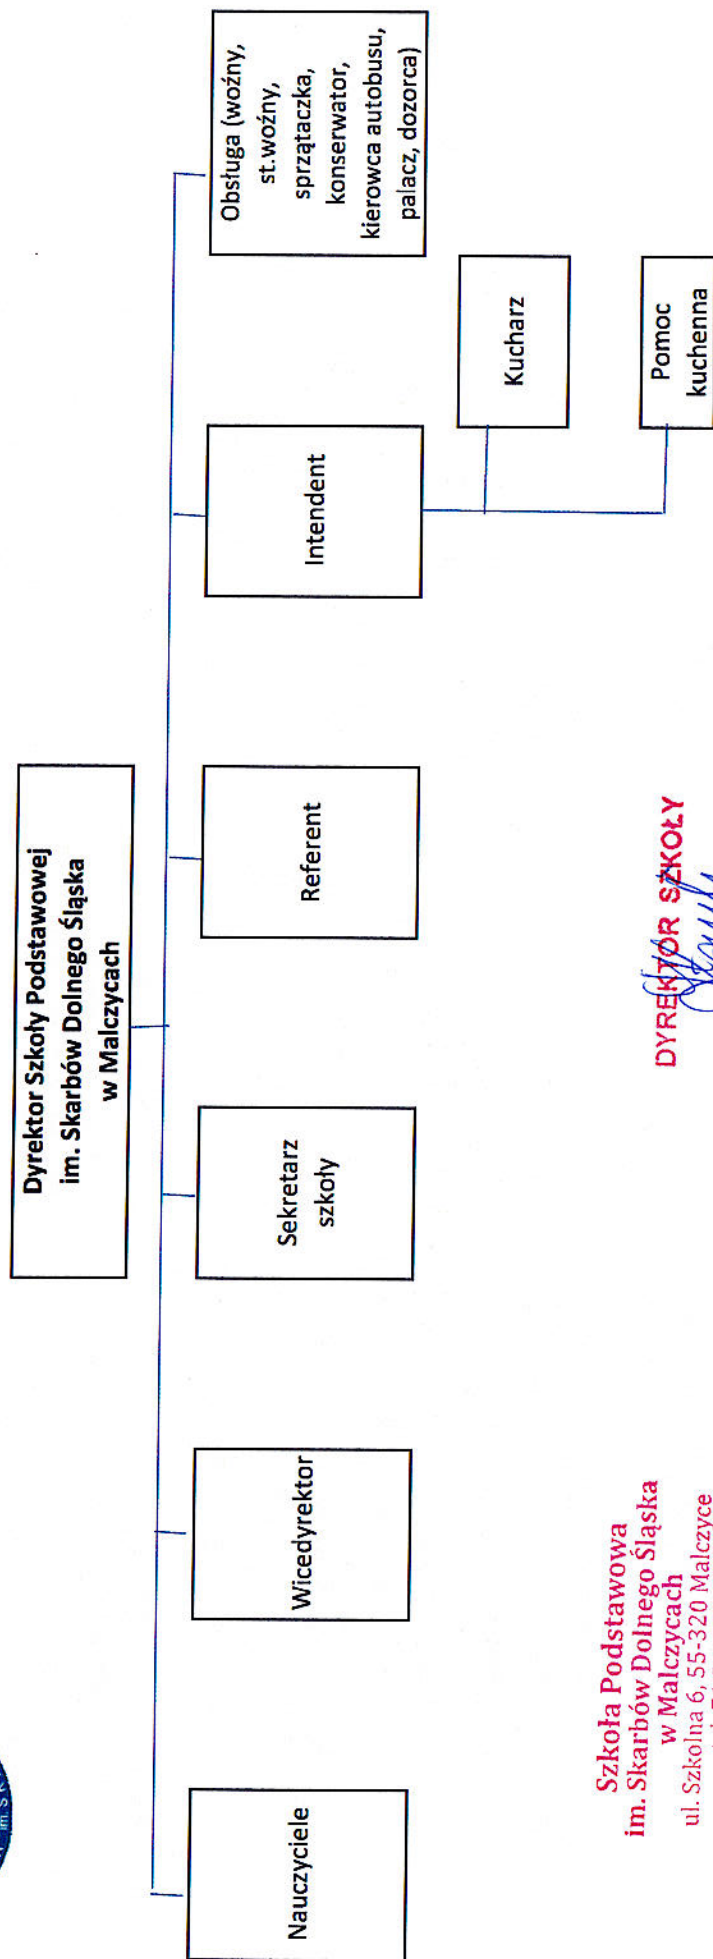 Dyrektor Szkoły Podstawowej
im. Skarbów Dolnego Śląska
w Malczycach
Nauczyciele
Wicedyrektor
Sekretarz
szkoły
Referent
Intendent
Obsługa (woźny,
st.woźny,
sprzątaczka,
konserwator,
kierowca autobusu,
palacz, dozorca)
Kucharz
Pomoc
kuchenna
Szkoła Podstawowa
im. Skarbów Dolnego Śląska
w Malczycach
ul. Szkolna 6, 55-320 Malczyce
DYREKTOR SZKOŁY